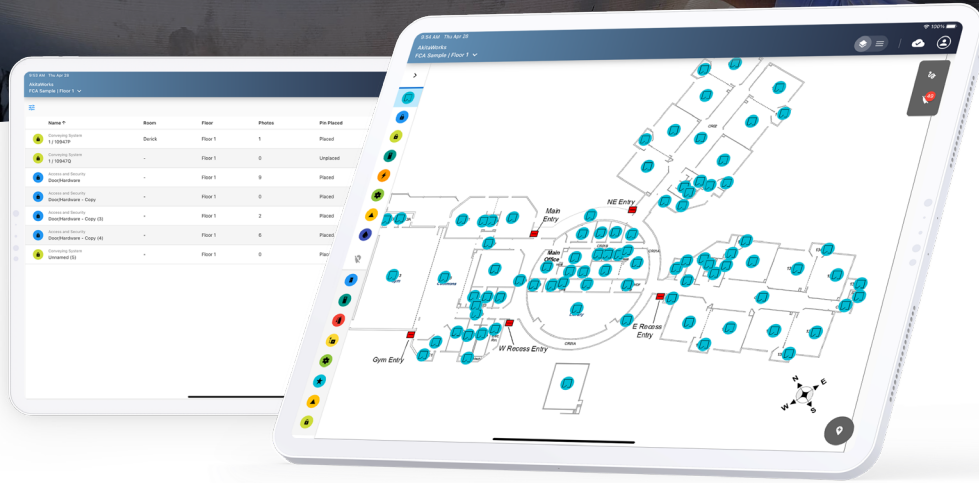 9:53 AM Thu Apr 28
AkitaWorks
FCA Sample | Floor 1
Name
Room
Floor
Photos
Pin Placed
Conveying System
1 | 10947P
Derick
Floor 1
1
Placed
Conveying System
1 | 10947Q
-
Floor 1
0
Unplaced
Access and Security
Door/Hardware
-
Floor 1
9
Placed
Access and Security
Door/Hardware - Copy
-
Floor 1
0
Placed
Access and Security
Door/Hardware - Copy (3)
-
Floor 1
2
Placed
Access and Security
Door/Hardware - Copy (4)
-
Floor 1
6
Placed
Conveying System
Unnamed (5)
-
Floor 1
0
9:54 AM Thu Apr 28
100%
AkitaWorks
FCA Sample | Floor 1
NE Entry
Main
Entry
Main
Office
Library
E Recess
Entry
W Recess Entry
Gym Entry
N
E
S
W